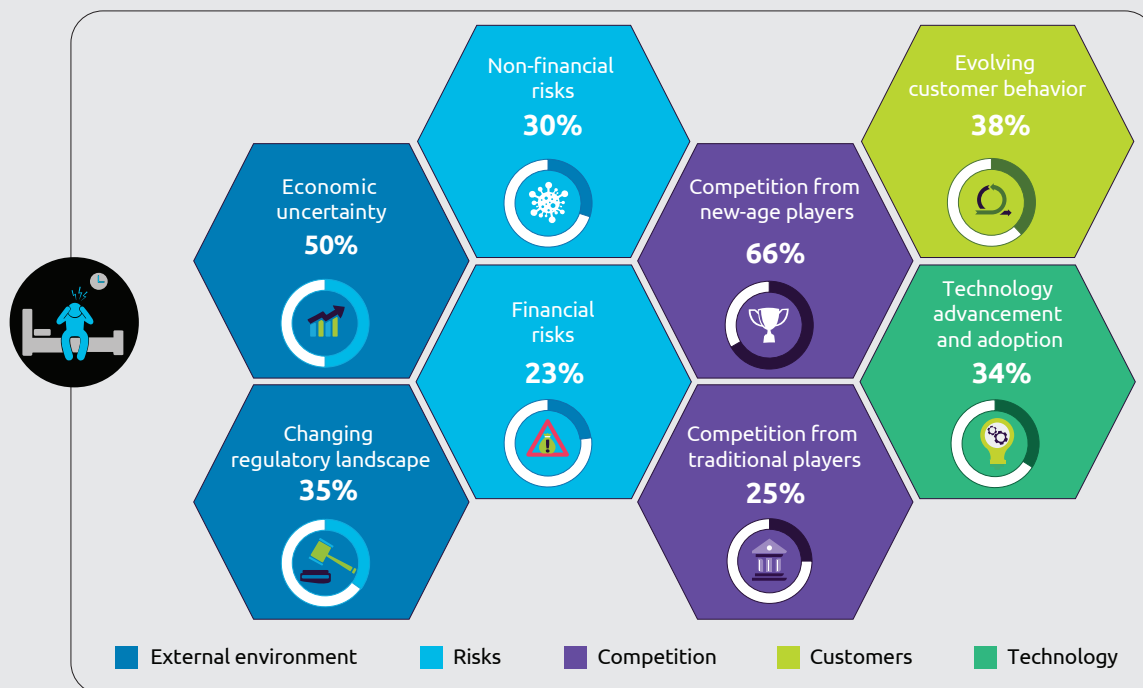 Non-financial
risks
30%
Evolving
customer behavior
38%
Economic
uncertainty
50%
Competition from
new-age players
66%
Financial
risks
23%
Technology
advancement
and adoption
34%
Changing
regulatory landscape
35%
Competition from
traditional players
25%
External environment
Risks
Competition
Customers
Technology